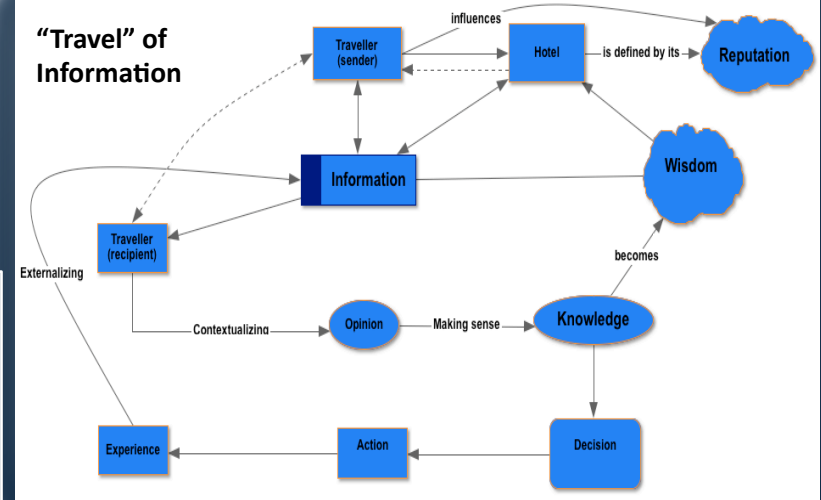 “Travel” of
Information
influences
Traveller
(sender)
Hotel
is defined by its
Reputation
Information
Wisdom
Traveller
(recipient)
becomes
Externalizing
Contextualizing
Opinion
Making sense
Knowledge
Experience
Action
Decision